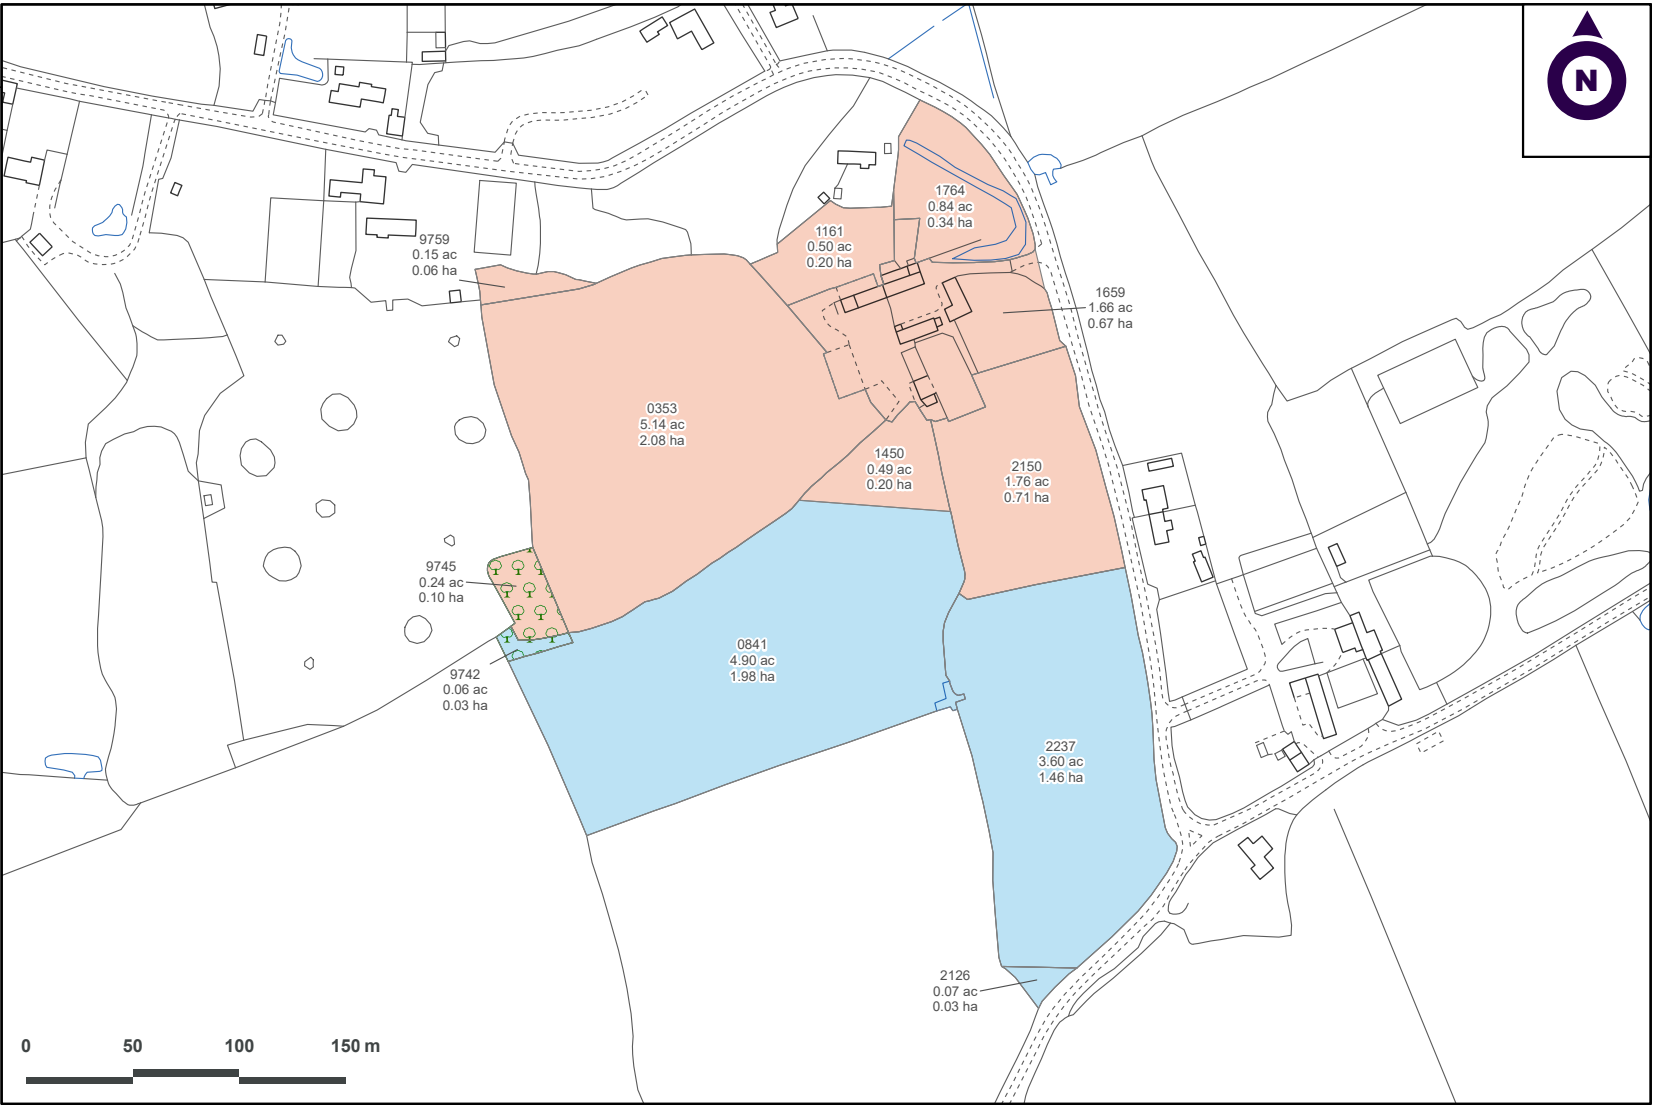 N
1764
0.84 ac
0.34 ha
1161
0.50 ac
0.20 ha
9759
0.15 ac
0.06 ha
1659
1.66 ac
0.67 ha
0353
5.14 ac
2.08 ha
1450
0.49 ac
0.20 ha
2150
1.76 ac
0.71 ha
9745
0.24 ac
0.10 ha
0841
4.90 ac
1.98 ha
9742
0.06 ac
0.03 ha
2237
3.60 ac
1.46 ha
2126
0.07 ac
0.03 ha
0 50 100 150 m